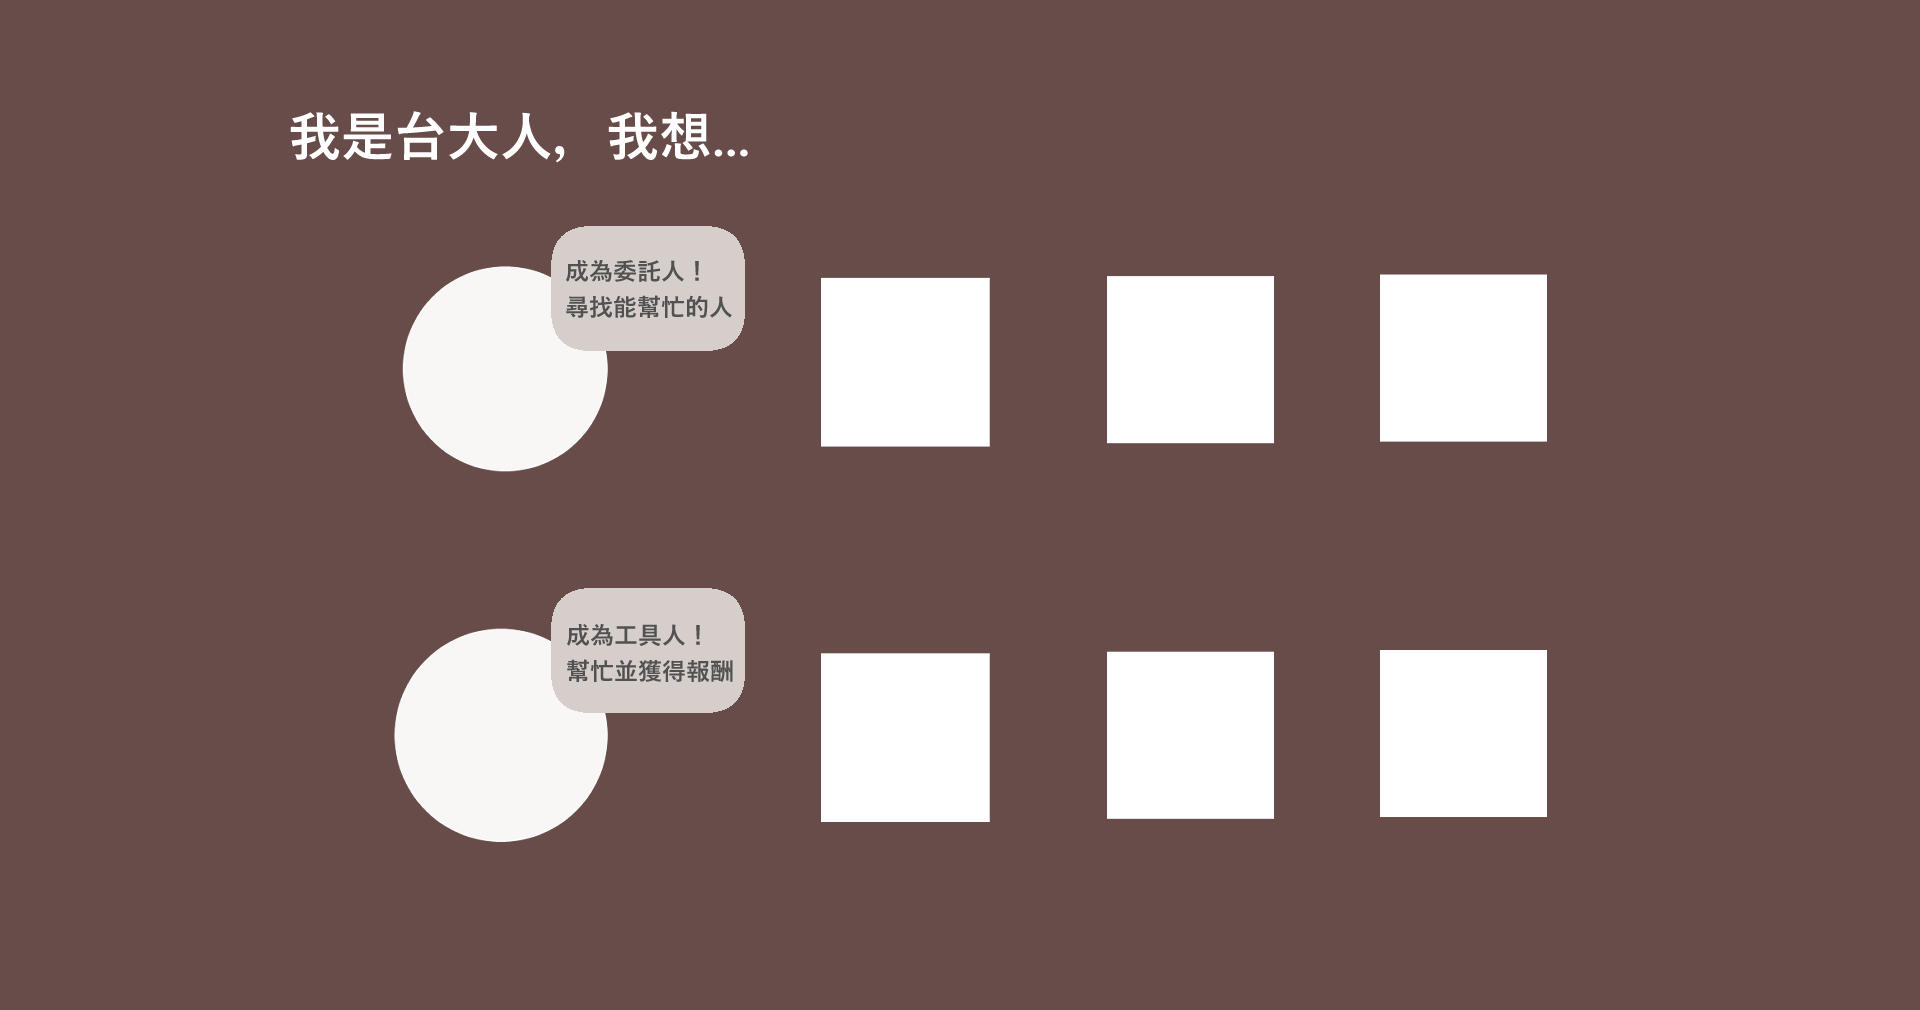 我是台大人，我想...
成為委託人！
尋找能幫忙的人
成為工具人！
幫忙並獲得報酬